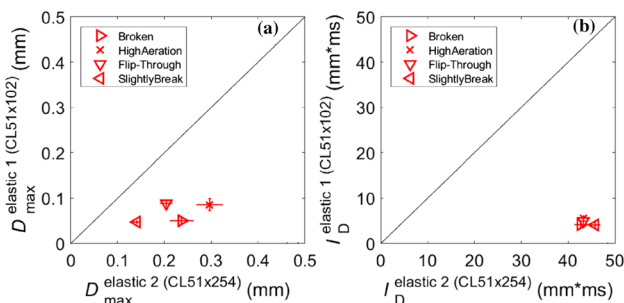 (a)
Broken
HighAeration
Flip-Through
SlightlyBreak
D max elastic 1 (CL51x102) (mm)
0.5
0.4
0.3
0.2
0.1
0
0 0.1 0.2 0.3 0.4 0.5
D max elastic 2 (CL51x254) (mm)
(b)
Broken
HighAeration
Flip-Through
SlightlyBreak
I D elastic 1 (CL51x102) (mm*ms)
50
40
30
20
10
0
0 10 20 30 40 50
I D elastic 2 (CL51x254) (mm*ms)